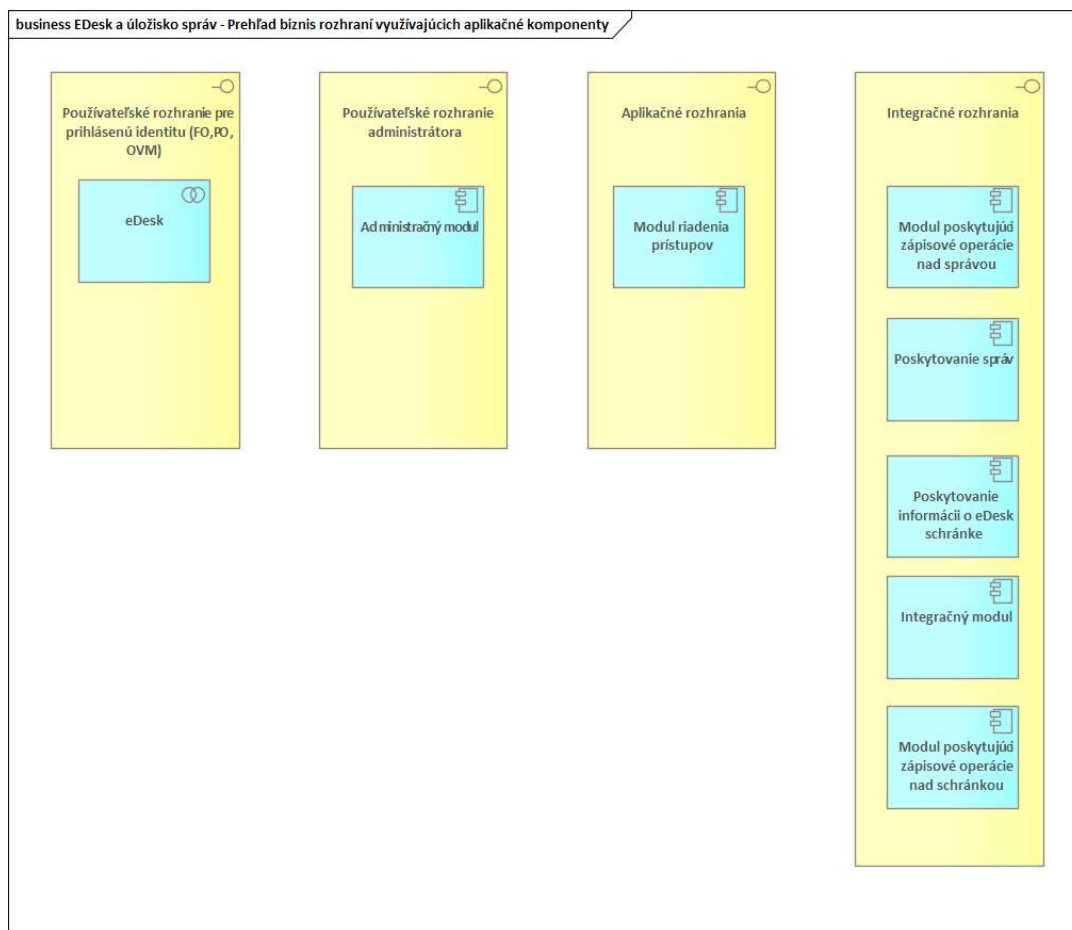 business EDesk a úložisko správ - Prehľad biznis rozhraní využívajúcich aplikačné komponenty
Používateľské rozhranie pre
prihlásenú identitu (FO,PO,
OVM)
eDesk
Používateľské rozhranie
administrátora
Administračný modul
Aplikačné rozhrania
Modul riadenia
prístupov
Integračné rozhrania
Modul poskytujúci
zápisové operácie
nad správou
Poskytovanie správ
Poskytovanie
informácii o eDesk
schránke
Integračný modul
Modul poskytujúci
zápisové operácie
nad schránkou